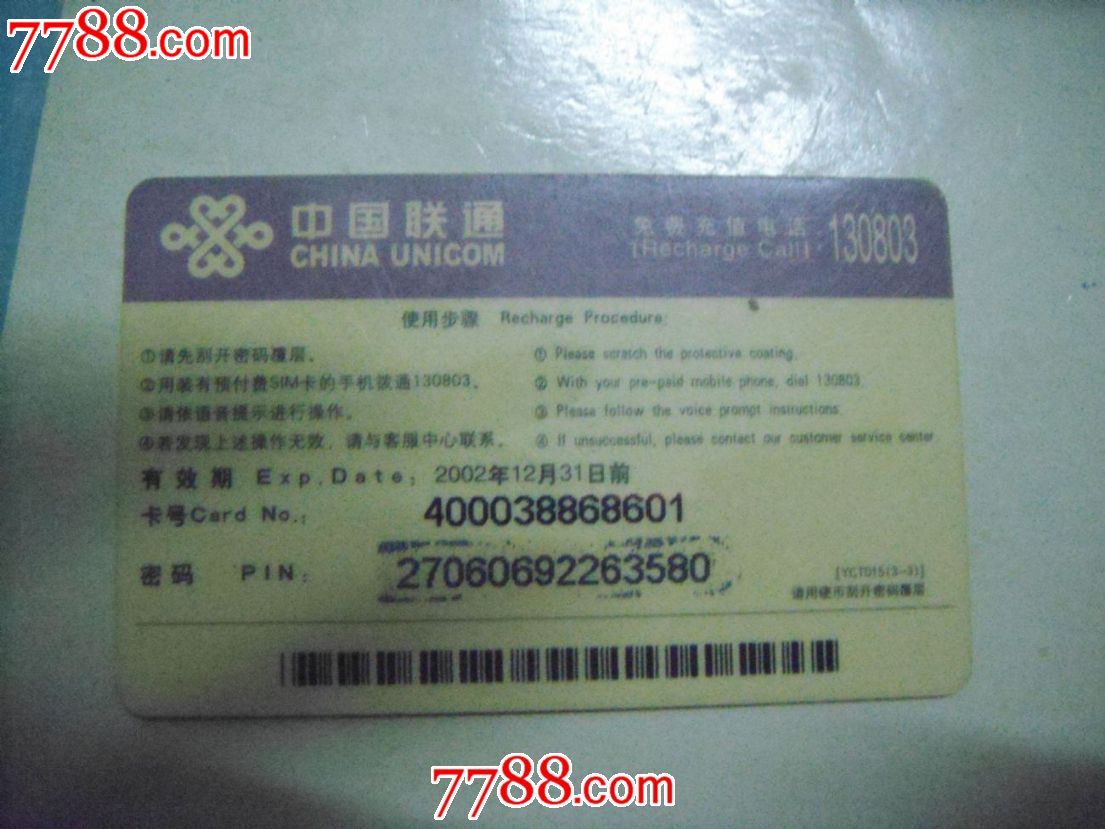 7788.com
中国联通
CHINA UNICOM
免费充值电话
(Recharge Call): 130803
使用步骤 Recharge Procedure:
①请先刮开密码覆层。
②用装有预付费SIM卡的手机拨通130803。
③请依语音提示进行操作。
④若发现上述操作无效，请与客服中心联系。
① Please scratch the protective coating.
② With your pre-paid mobile phone, dial 130803.
③ Please follow the voice prompt instructions.
④ If unsuccessful, please contact our customer service center.
有效期 Exp.Date: 2002年12月31日前
卡号Card No.: 400038868601
密码 PIN: 27060692263580
[YCT015(3-3)]
请用硬币刮开密码覆层
7788.com